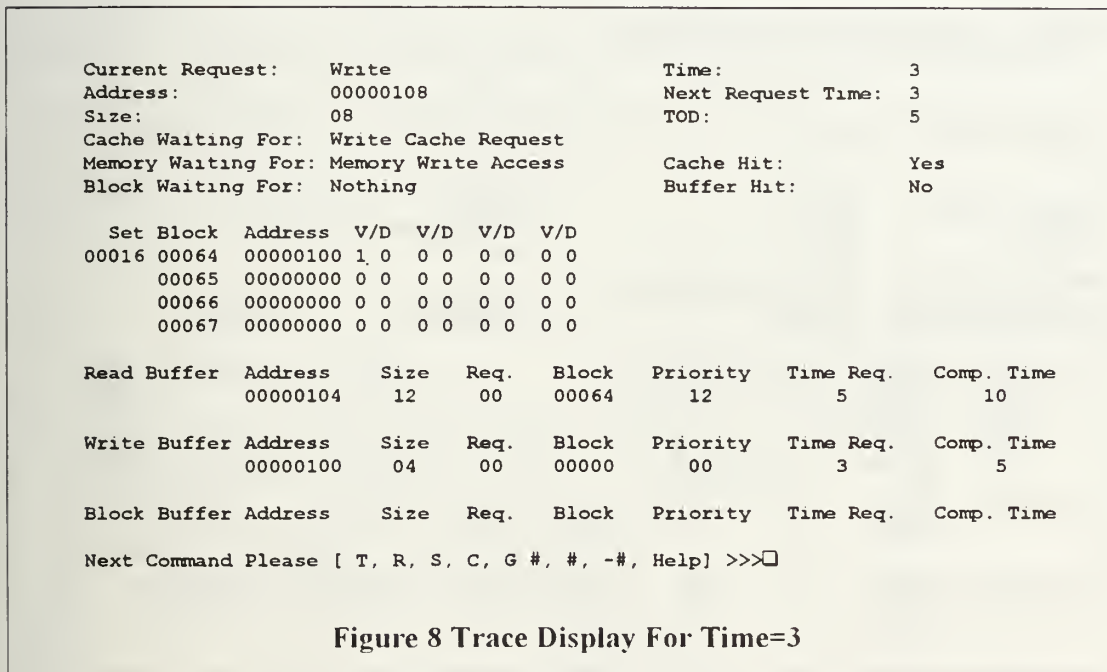 Current Request: Write Time: 3
Address: 00000108 Next Request Time: 3
Size: 08 TOD: 5
Cache Waiting For: Write Cache Request
Memory Waiting For: Memory Write Access Cache Hit: Yes
Block Waiting For: Nothing Buffer Hit: No
Set Block Address V/D V/D V/D V/D
00016 00064 00000100 1 0 0 0 0 0 0 0
00065 00000000 0 0 0 0 0 0 0 0
00066 00000000 0 0 0 0 0 0 0 0
00067 00000000 0 0 0 0 0 0 0 0
Read Buffer Address Size Req. Block Priority Time Req. Comp. Time
00000104 12 00 00064 12 5 10
Write Buffer Address Size Req. Block Priority Time Req. Comp. Time
00000100 04 00 00000 00 3 5
Block Buffer Address Size Req. Block Priority Time Req. Comp. Time
Next Command Please [ T, R, S, C, G #, #, -#, Help] >>>❑
Figure 8 Trace Display For Time=3